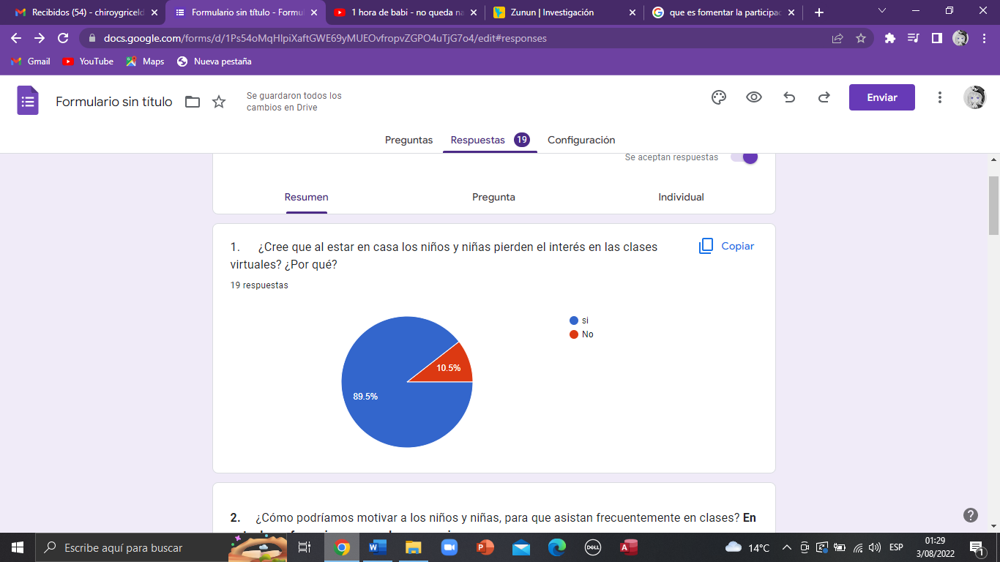 Recibidos (54) - chiroygriceld
Formulario sin título - Formul
1 hora de babi - no queda na
Zunun | Investigación
que es fomentar la participac
docs.google.com/forms/d/1Ps54oMqHlpiXaftGWE69yMUEOvfropvZGPO4uTjG7o4/edit#responses
Gmail
YouTube
Maps
Nueva pestaña
Formulario sin título
Se guardaron todos los
cambios en Drive
Enviar
Preguntas
Respuestas 19
Configuración
Se aceptan respuestas
Resumen
Pregunta
Individual
1. ¿Cree que al estar en casa los niños y niñas pierden el interés en las clases
virtuales? ¿Por qué?
Copiar
19 respuestas
si
No
10.5%
89.5%
2. ¿Cómo podríamos motivar a los niños y niñas, para que asistan frecuentemente en clases? En
Escribe aquí para buscar
14°C
ESP
01:29
3/08/2022
1